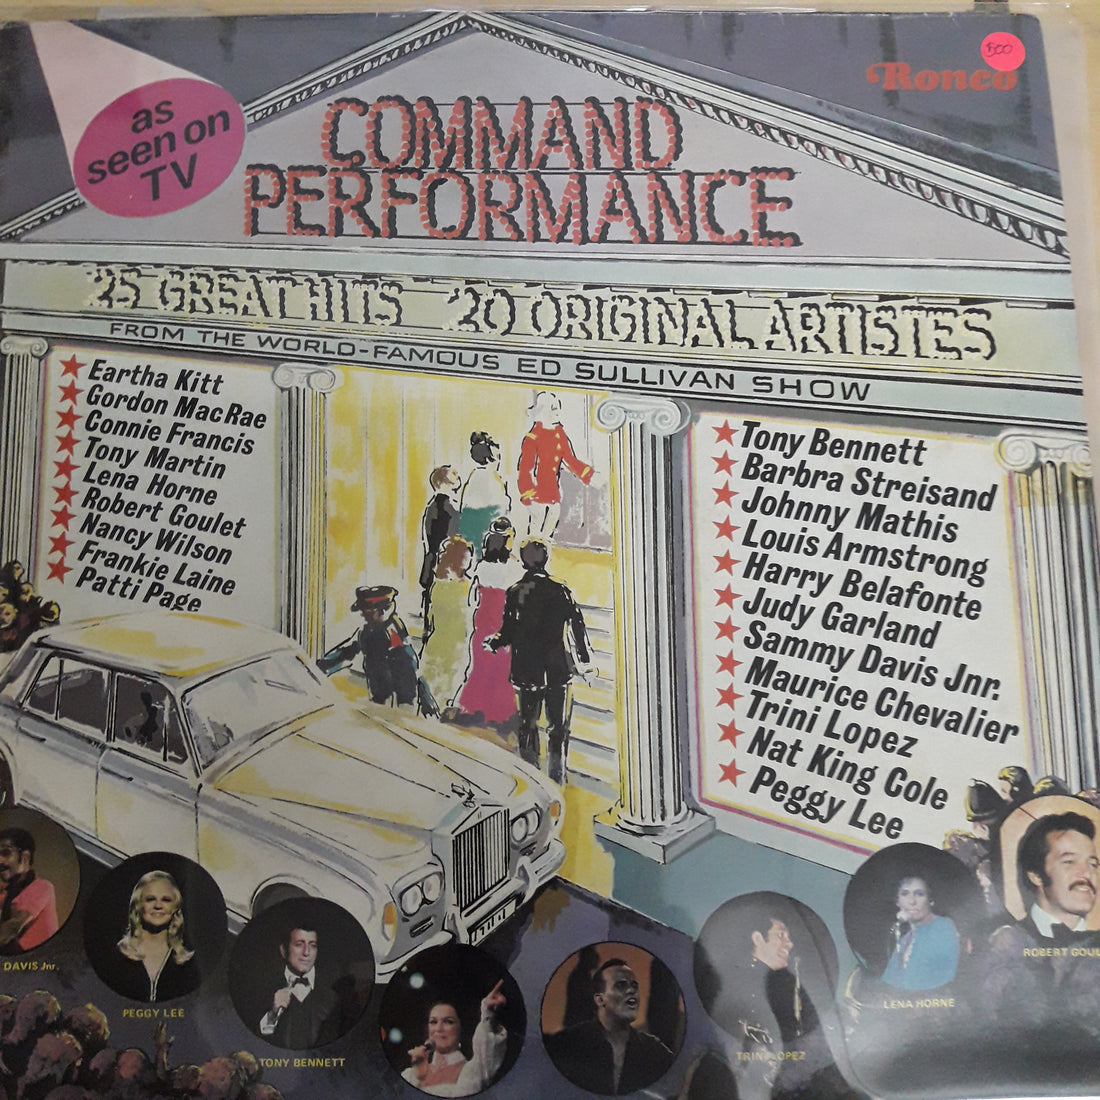 Ronco
as
seen on
TV
COMMAND
PERFORMANCE
25 GREAT HITS 20 ORIGINAL ARTISTES
FROM THE WORLD-FAMOUS ED SULLIVAN SHOW
Eartha Kitt
Gordon MacRae
Connie Francis
Tony Martin
Lena Horne
Robert Goulet
Nancy Wilson
Frankie Laine
Patti Page
Tony Bennett
Barbra Streisand
Johnny Mathis
Louis Armstrong
Harry Belafonte
Judy Garland
Sammy Davis Jnr.
Maurice Chevalier
Trini Lopez
Nat King Cole
Peggy Lee
DAVIS Jnr.
PEGGY LEE
TONY BENNETT
TRINI LOPEZ
LENA HORNE
ROBERT GOUL